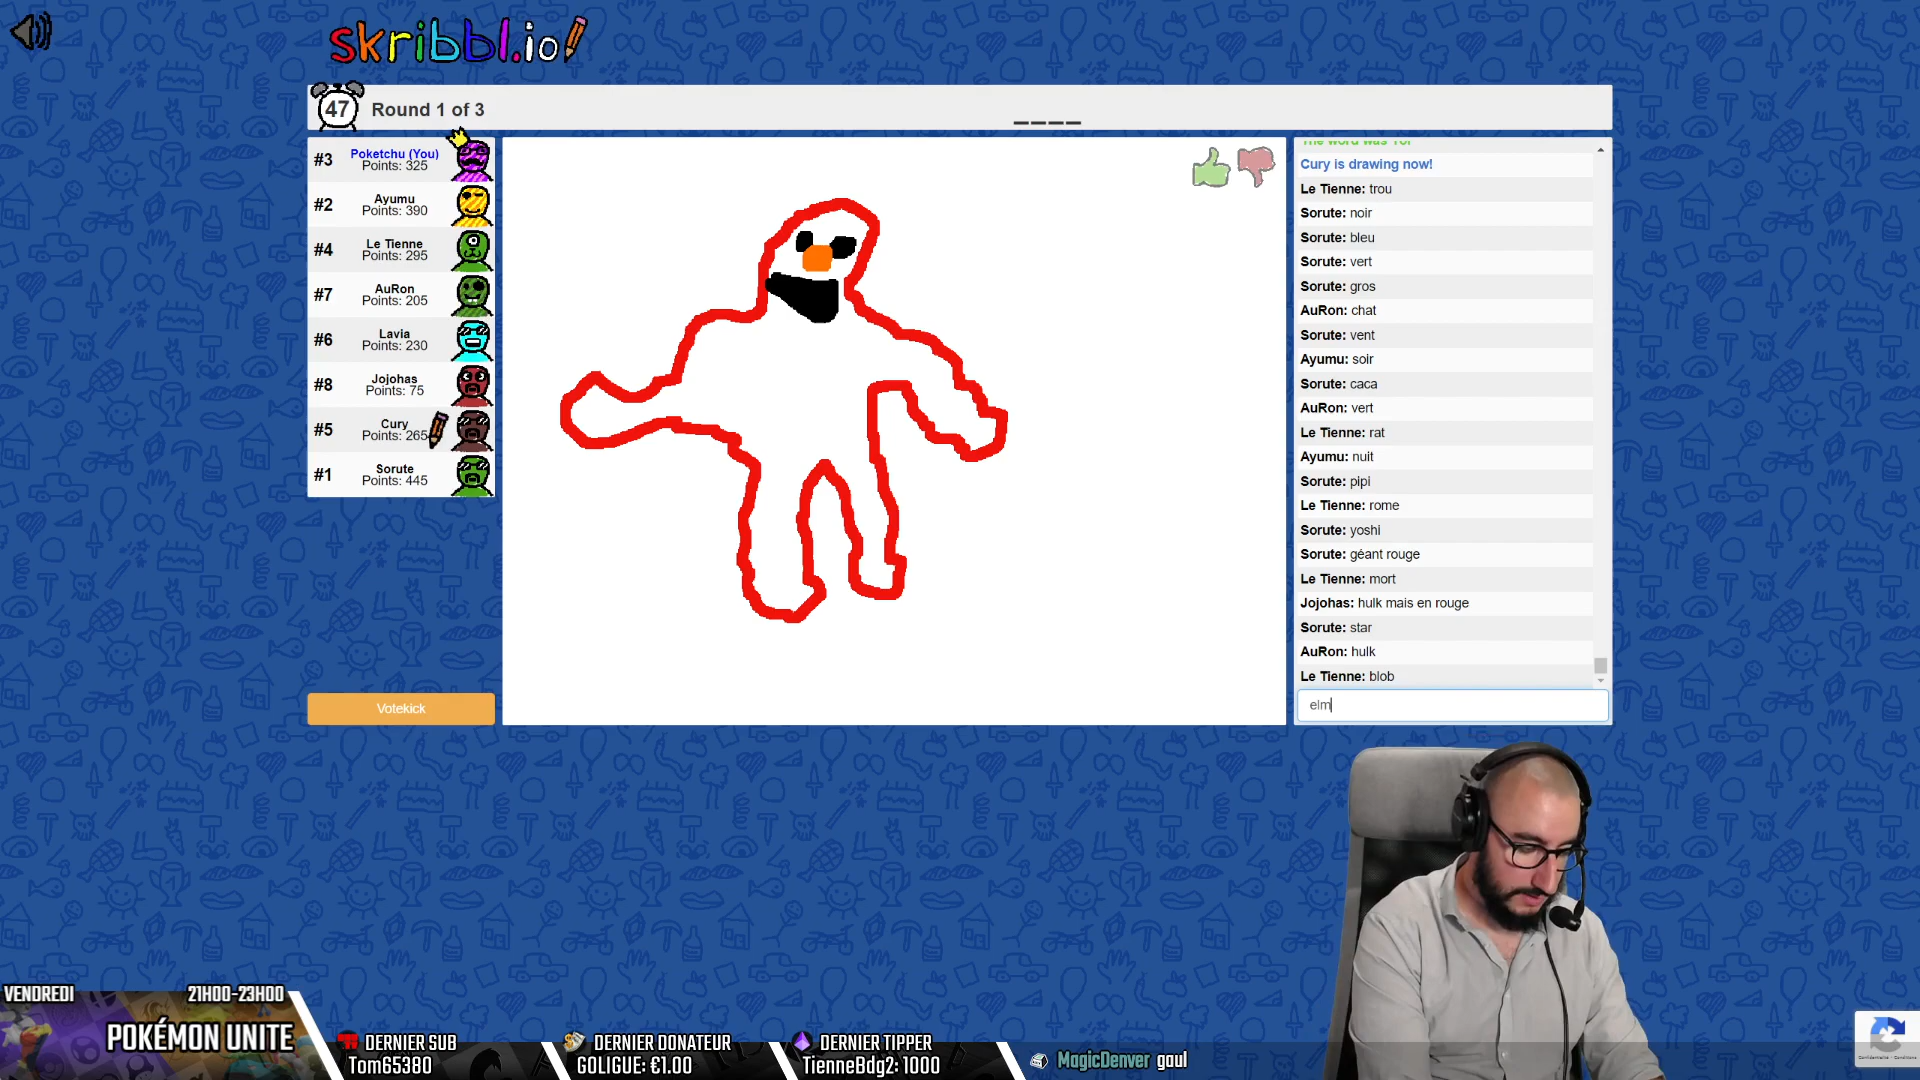 skribbl.io
47
Round 1 of 3
____
#3
Poketchu (You)
Points: 325
#2
Ayumu
Points: 390
#4
Le Tienne
Points: 295
#7
AuRon
Points: 205
#6
Lavia
Points: 230
#8
Jojohas
Points: 75
#5
Cury
Points: 265
#1
Sorute
Points: 445
Votekick
Cury is drawing now!
Le Tienne: trou
Sorute: noir
Sorute: bleu
Sorute: vert
Sorute: gros
AuRon: chat
Sorute: vent
Ayumu: soir
Sorute: caca
AuRon: vert
Le Tienne: rat
Ayumu: nuit
Sorute: pipi
Le Tienne: rome
Sorute: yoshi
Sorute: géant rouge
Le Tienne: mort
Jojohas: hulk mais en rouge
Sorute: star
AuRon: hulk
Le Tienne: blob
elm
VENDREDI
21H00-23H00
POKÉMON UNITE
DERNIER SUB
Tom65380
DERNIER DONATEUR
GOLIGUE: €1.00
DERNIER TIPPER
TienneBdg2: 1000
MagicDenver gaul